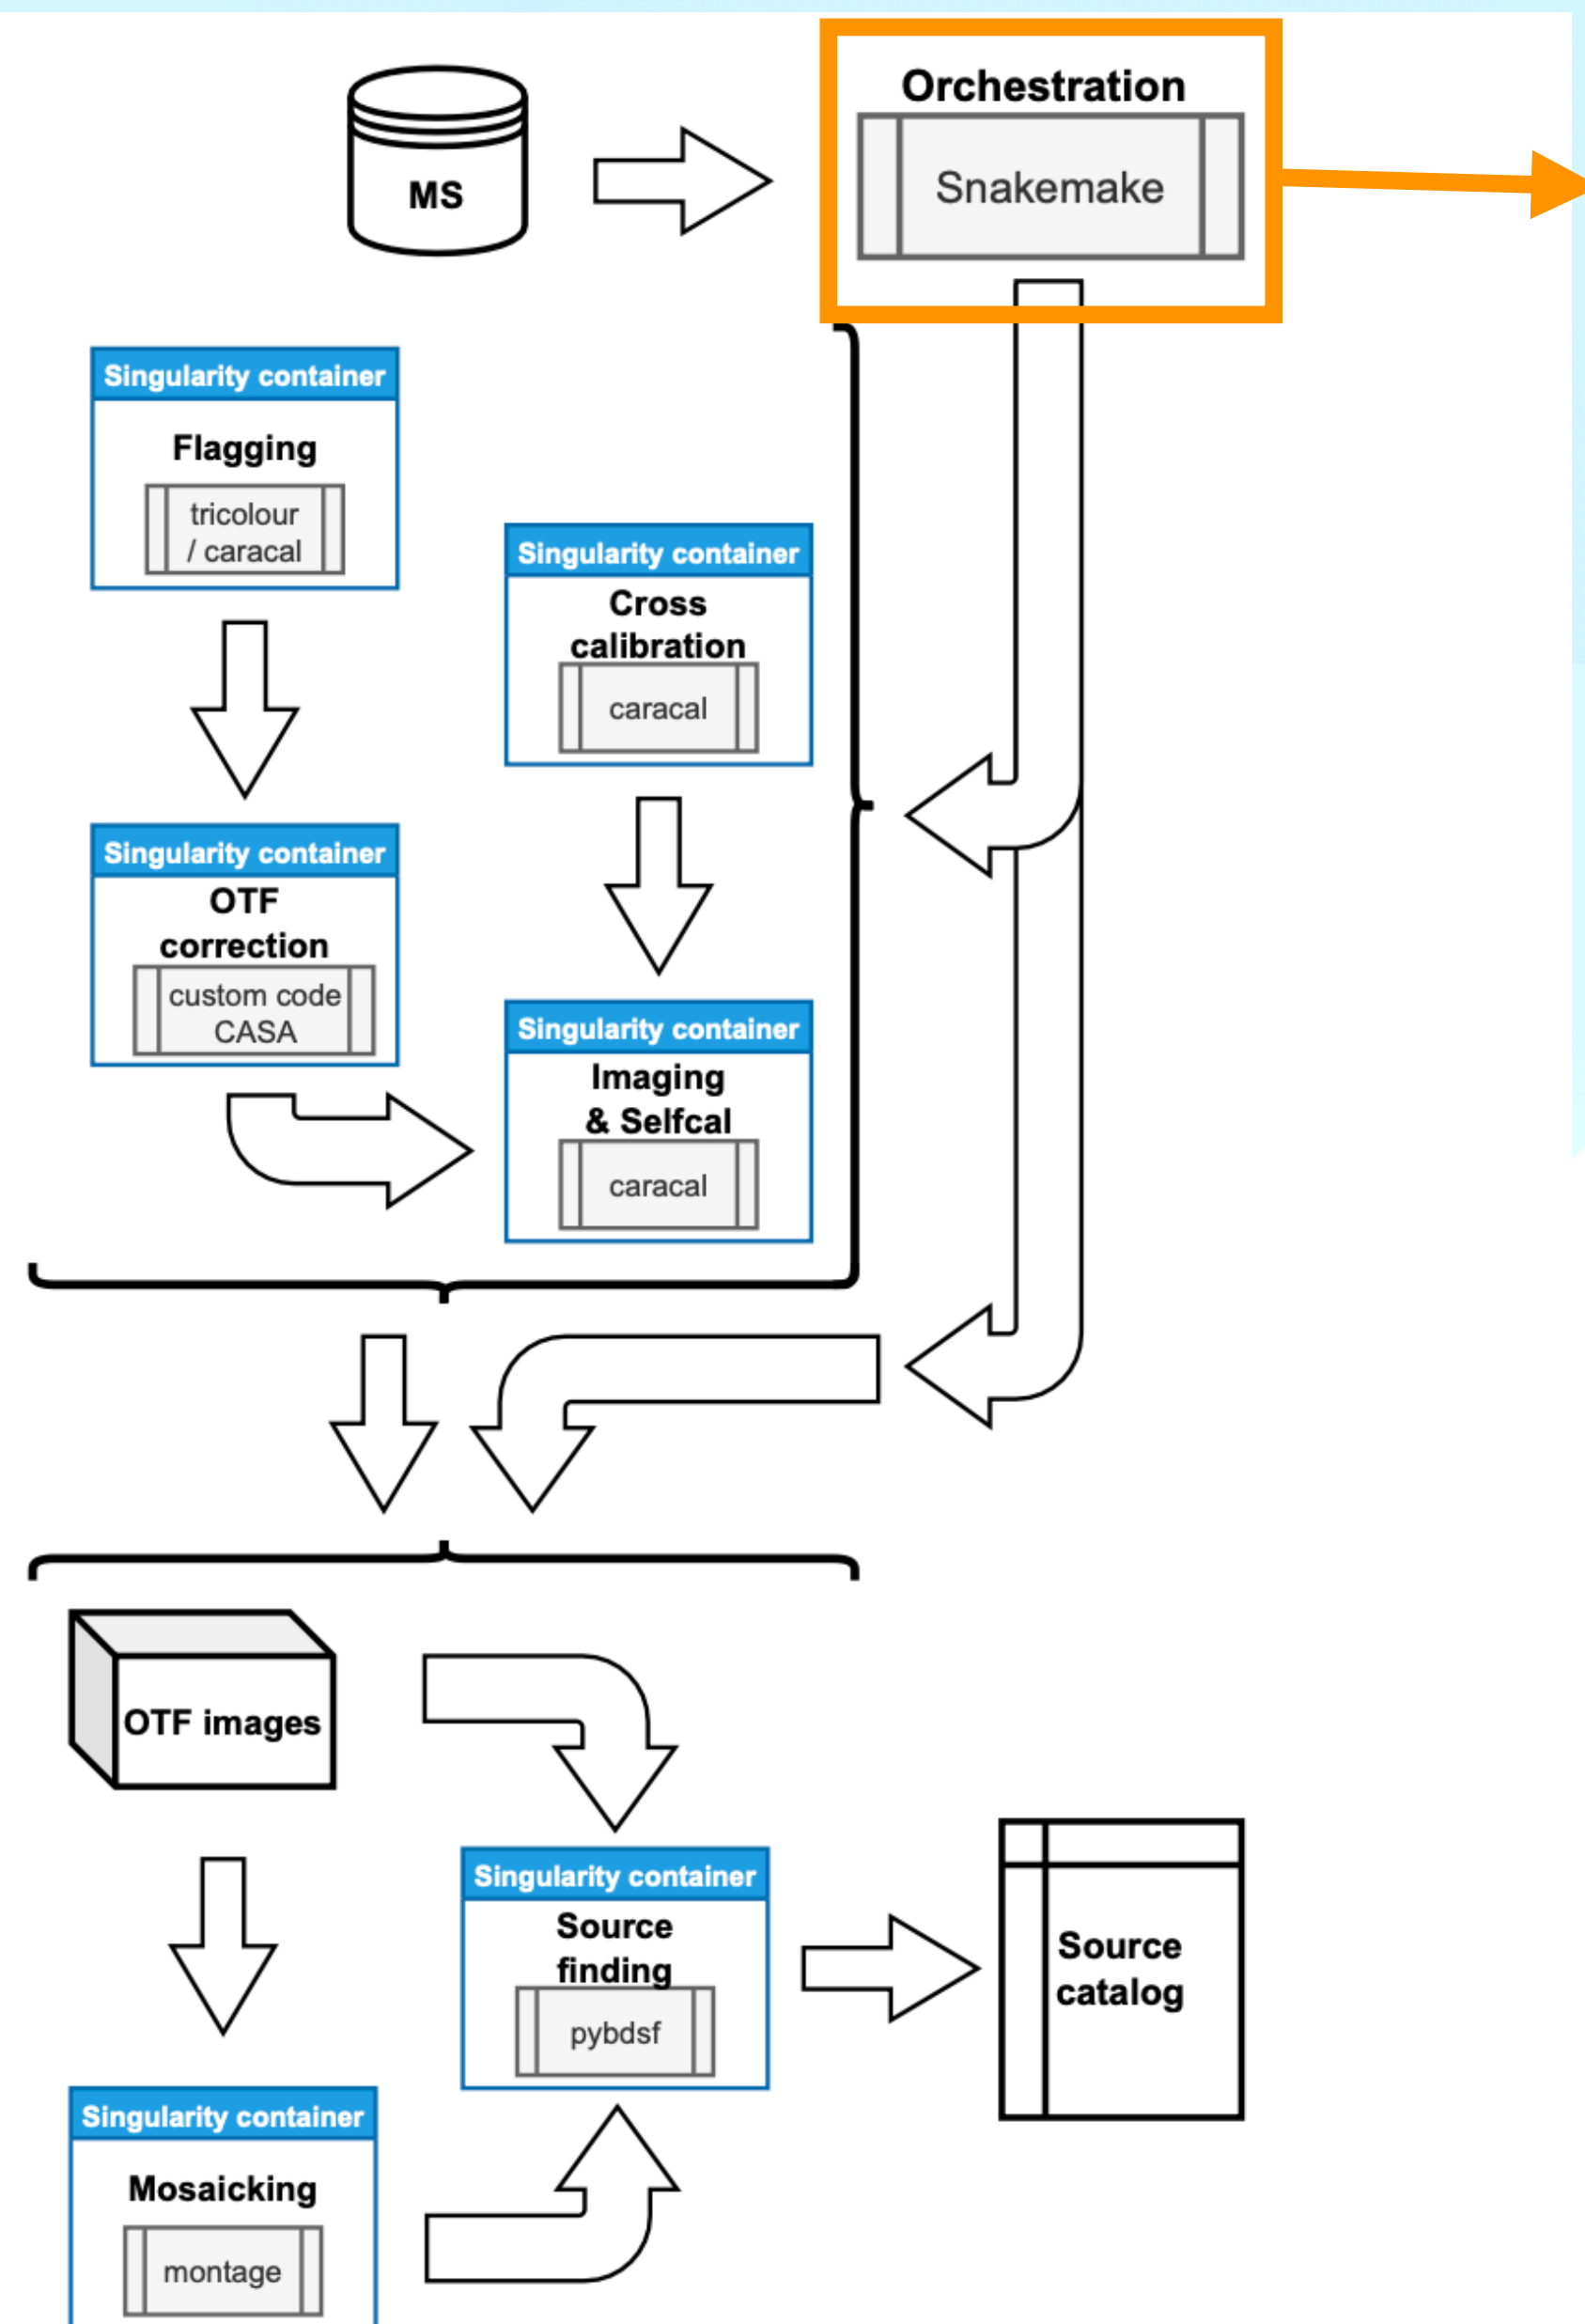 MS
Orchestration
Snakemake
Singularity container
Flagging
tricolour
/ caracal
Singularity container
Cross
calibration
caracal
Singularity container
OTF
correction
custom code
CASA
Singularity container
Imaging
& Selfcal
caracal
OTF images
Singularity container
Source
finding
pybdsf
Source
catalog
Singularity container
Mosaicking
montage